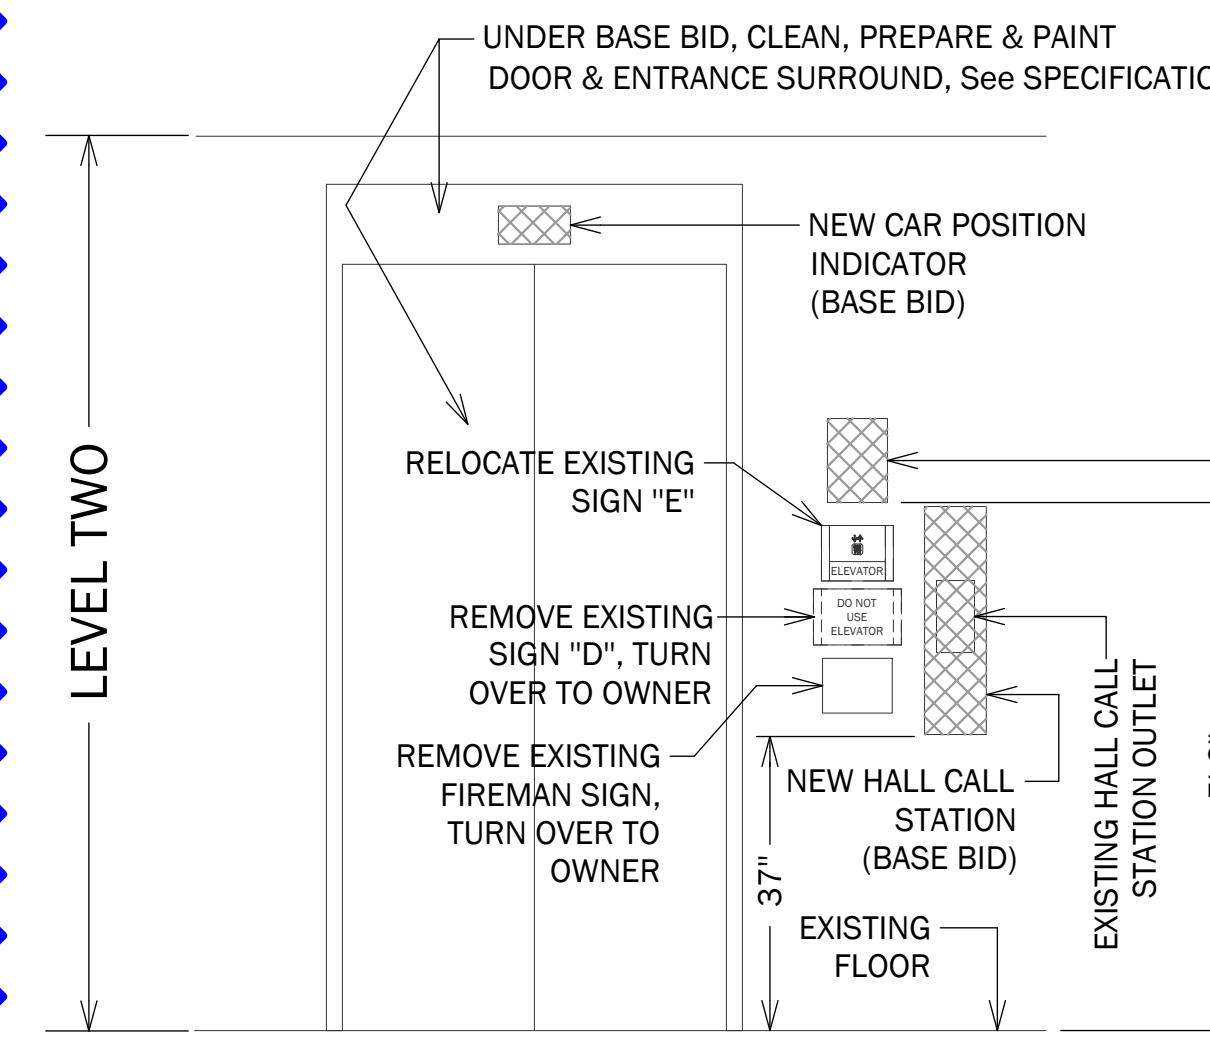 UNDER BASE BID, CLEAN, PREPARE & PAINT
DOOR & ENTRANCE SURROUND, See SPECIFICATIO
NEW CAR POSITION
INDICATOR
(BASE BID)
LEVEL TWO
RELOCATE EXISTING
SIGN "E"
ELEVATOR
DO NOT
USE
ELEVATOR
REMOVE EXISTING
SIGN "D", TURN
OVER TO OWNER
REMOVE EXISTING
FIREMAN SIGN,
TURN OVER TO
OWNER
37"
NEW HALL CALL
STATION
(BASE BID)
EXISTING HALL CALL
STATION OUTLET
EXISTING
FLOOR